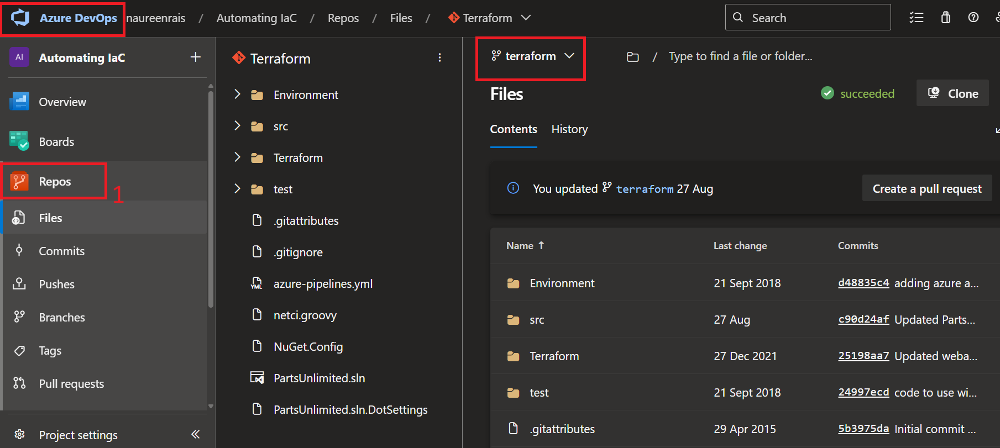 Azure DevOps naureenrais / Automating IaC / Repos / Files / Terraform
Search
AI Automating IaC
Overview
Boards
Repos
1
Files
Commits
Pushes
Branches
Tags
Pull requests
Project settings
Terraform
Environment
src
Terraform
test
.gitattributes
.gitignore
YML azure-pipelines.yml
netci.groovy
NuGet.Config
PartsUnlimited.sln
PartsUnlimited.sln.DotSettings
terraform
/ Type to find a file or folder...
Files
succeeded
Clone
Contents History
You updated terraform 27 Aug
Create a pull request
Name ↑ Last change Commits
Environment 21 Sept 2018 d48835c4 adding azure a...
src 27 Aug c90d24af Updated Parts...
Terraform 27 Dec 2021 25198aa7 Updated weba...
test 21 Sept 2018 24997ecd code to use wi...
.gitattributes 29 Apr 2015 5b3975da Initial commit ...